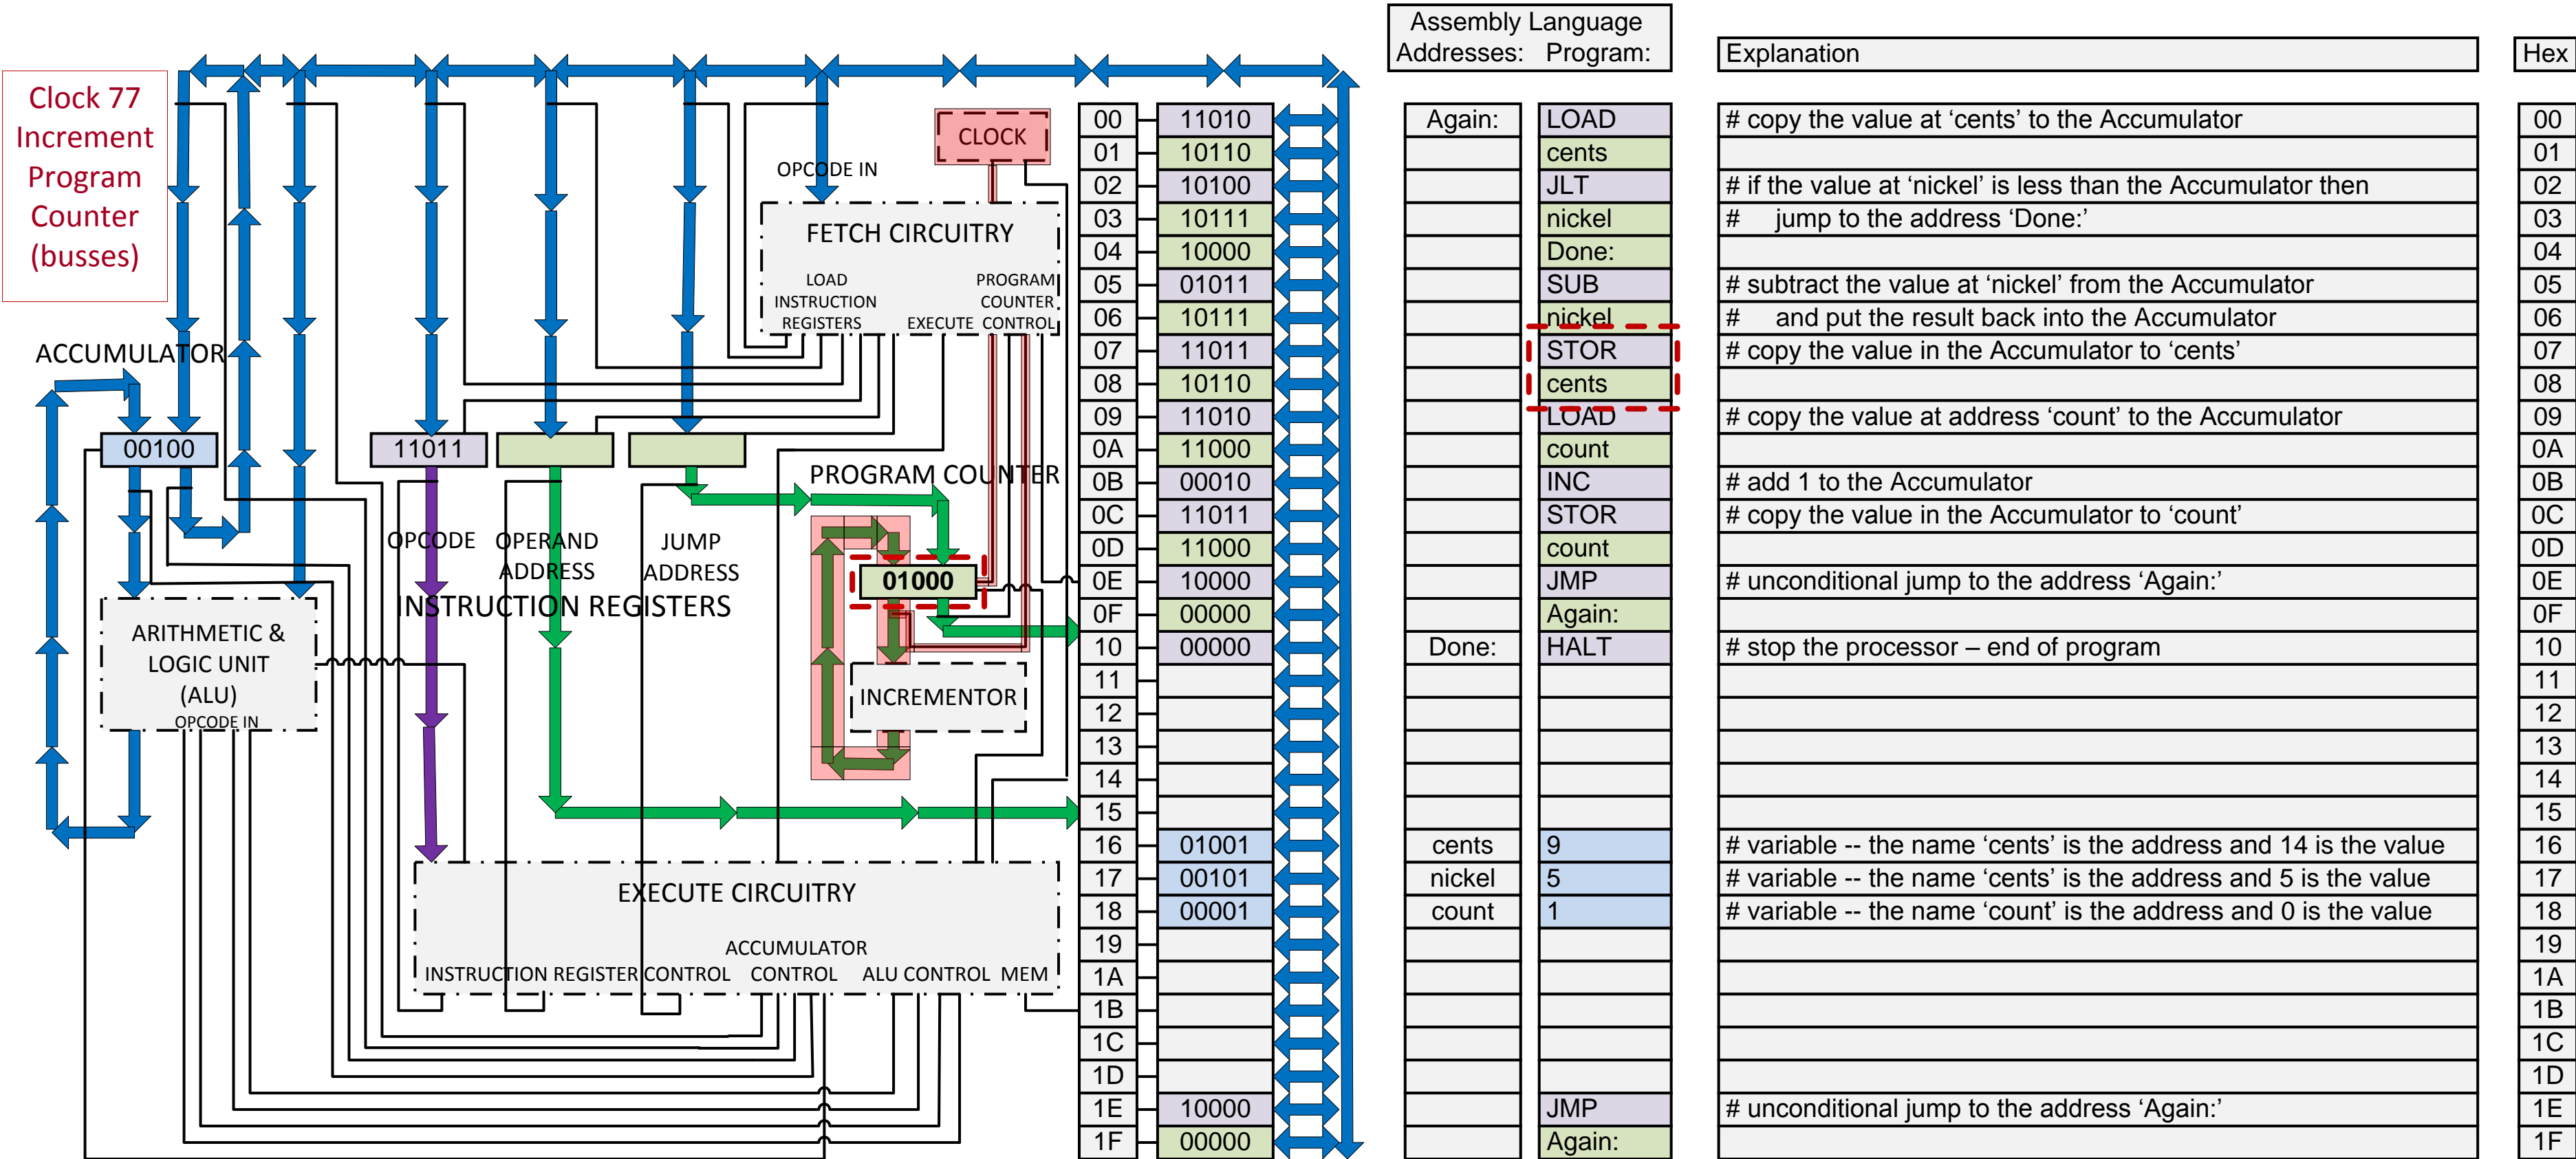 Clock 77
Increment
Program
Counter
(busses)
ACCUMULATOR
00100
11011
OPCODE IN
CLOCK
FETCH CIRCUITRY
LOAD
INSTRUCTION
REGISTERS
EXECUTE
PROGRAM
COUNTER
CONTROL
PROGRAM COUNTER
01000
INCREMENTOR
OPCODE
OPERAND
ADDRESS
JUMP
ADDRESS
INSTRUCTION REGISTERS
ARITHMETIC &
LOGIC UNIT
(ALU)
OPCODE IN
EXECUTE CIRCUITRY
INSTRUCTION REGISTER CONTROL
ACCUMULATOR
CONTROL
ALU CONTROL
MEM
Assembly Language
Addresses: Program:
Explanation
Hex
00 11010 Again: LOAD # copy the value at 'cents' to the Accumulator 00
01 10110 cents 01
02 10100 JLT # if the value at 'nickel' is less than the Accumulator then 02
03 10111 nickel # jump to the address 'Done:' 03
04 10000 Done: 04
05 01011 SUB # subtract the value at 'nickel' from the Accumulator 05
06 10111 nickel # and put the result back into the Accumulator 06
07 11011 STOR # copy the value in the Accumulator to 'cents' 07
08 10110 cents 08
09 11010 LOAD # copy the value at address 'count' to the Accumulator 09
0A 11000 count 0A
0B 00010 INC # add 1 to the Accumulator 0B
0C 11011 STOR # copy the value in the Accumulator to 'count' 0C
0D 11000 count 0D
0E 10000 JMP # unconditional jump to the address 'Again:' 0E
0F 00000 Again: 0F
10 00000 Done: HALT # stop the processor – end of program 10
11 11
12 12
13 13
14 14
15 15
16 01001 cents 9 # variable -- the name 'cents' is the address and 14 is the value 16
17 00101 nickel 5 # variable -- the name 'cents' is the address and 5 is the value 17
18 00001 count 1 # variable -- the name 'count' is the address and 0 is the value 18
19 19
1A 1A
1B 1B
1C 1C
1D 1D
1E 10000 JMP # unconditional jump to the address 'Again:' 1E
1F 00000 Again: 1F